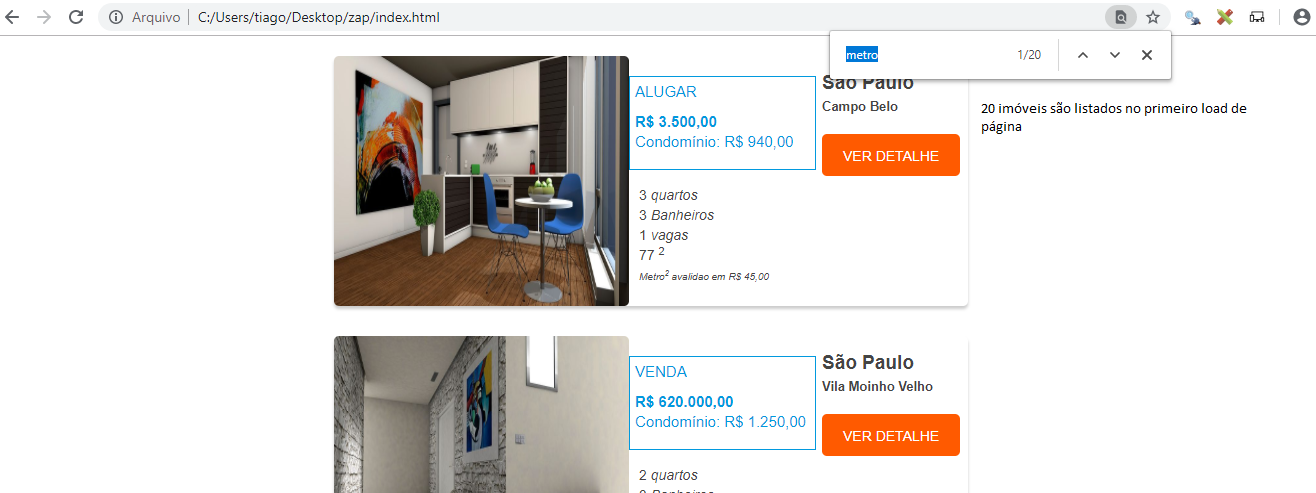 Arquivo | C:/Users/tiago/Desktop/zap/index.html
metro 1/20
ALUGAR
R$ 3.500,00
Condomínio: R$ 940,00
São Paulo
Campo Belo
VER DETALHE
3 quartos
3 Banheiros
1 vagas
77 ²
Metro² avalidao em R$ 45,00
20 imóveis são listados no primeiro load de
página
VENDA
R$ 620.000,00
Condomínio: R$ 1.250,00
São Paulo
Vila Moinho Velho
VER DETALHE
2 quartos